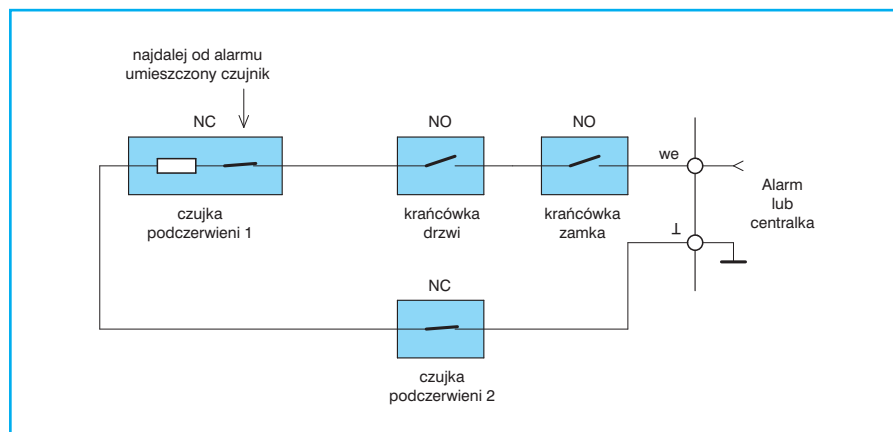 najdalej od alarmu
umieszczony czujnik
NC
NO
NO
we
Alarm
lub
centralka
czujka
podczerwieni 1
krańcówka
drzwi
krańcówka
zamka
⊥
NC
czujka
podczerwieni 2